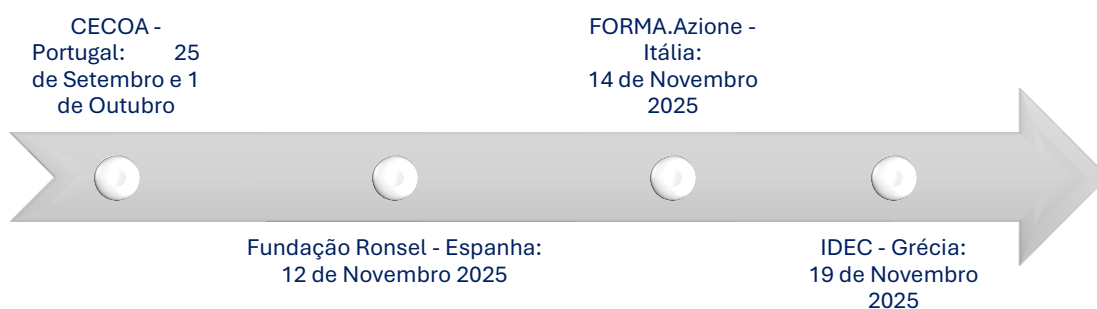 CECOA -
Portugal: 25
de Setembro e 1
de Outubro
Fundação Ronsel - Espanha:
12 de Novembro 2025
FORMA.Azione -
Itália:
14 de Novembro
2025
IDEC - Grécia:
19 de Novembro
2025